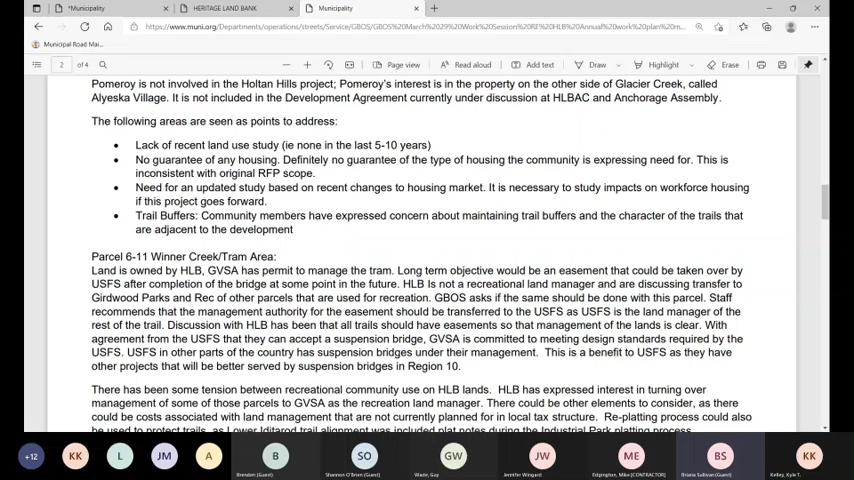 *Municipality
HERITAGE LAND BANK
Municipality
https://www.muni.org/Departments/operations/streets/Service/GBOS/GBOS%20March%2029%20Work%20Session%20RE%20HLB%20Annual%20work%20plan%20m...
Municipal Road Mai...
2 of 4
Page view
Read aloud
Add text
Draw
Highlight
Erase
Pomeroy is not involved in the Holtan Hills project; Pomeroy's interest is in the property on the other side of Glacier Creek, called
Alyeska Village. It is not included in the Development Agreement currently under discussion at HLBAC and Anchorage Assembly.
The following areas are seen as points to address:
• Lack of recent land use study (ie none in the last 5-10 years)
• No guarantee of any housing. Definitely no guarantee of the type of housing the community is expressing need for. This is
inconsistent with original RFP scope.
• Need for an updated study based on recent changes to housing market. It is necessary to study impacts on workforce housing
if this project goes forward.
• Trail Buffers: Community members have expressed concern about maintaining trail buffers and the character of the trails that
are adjacent to the development
Parcel 6-11 Winner Creek/Tram Area:
Land is owned by HLB, GVSA has permit to manage the tram. Long term objective would be an easement that could be taken over by
USFS after completion of the bridge at some point in the future. HLB Is not a recreational land manager and are discussing transfer to
Girdwood Parks and Rec of other parcels that are used for recreation. GBOS asks if the same should be done with this parcel. Staff
recommends that the management authority for the easement should be transferred to the USFS as USFS is the land manager of the
rest of the trail. Discussion with HLB has been that all trails should have easements so that management of the lands is clear. With
agreement from the USFS that they can accept a suspension bridge, GVSA is committed to meeting design standards required by the
USFS. USFS in other parts of the country has suspension bridges under their management. This is a benefit to USFS as they have
other projects that will be better served by suspension bridges in Region 10.
There has been some tension between recreational community use on HLB lands. HLB has expressed interest in turning over
management of some of those parcels to GVSA as the recreation land manager. There could be other elements to consider, as there
could be costs associated with land management that are not currently planned for in local tax structure. Re-platting process could also
be used to protect trails, as Lower Iditarod trail alignment was included plat notes during the Industrial Park platting process.
+12
KK
L
JM
A
B
SO
GW
JW
ME
BS
KK
Brenden (Guest)
Shannon O'Brien (Guest)
Wade, Guy
Jennifer Wingard
Edgington, Mike [CONTRACTOR]
Briana Sullivan (Guest)
Kelley, Kyle T.